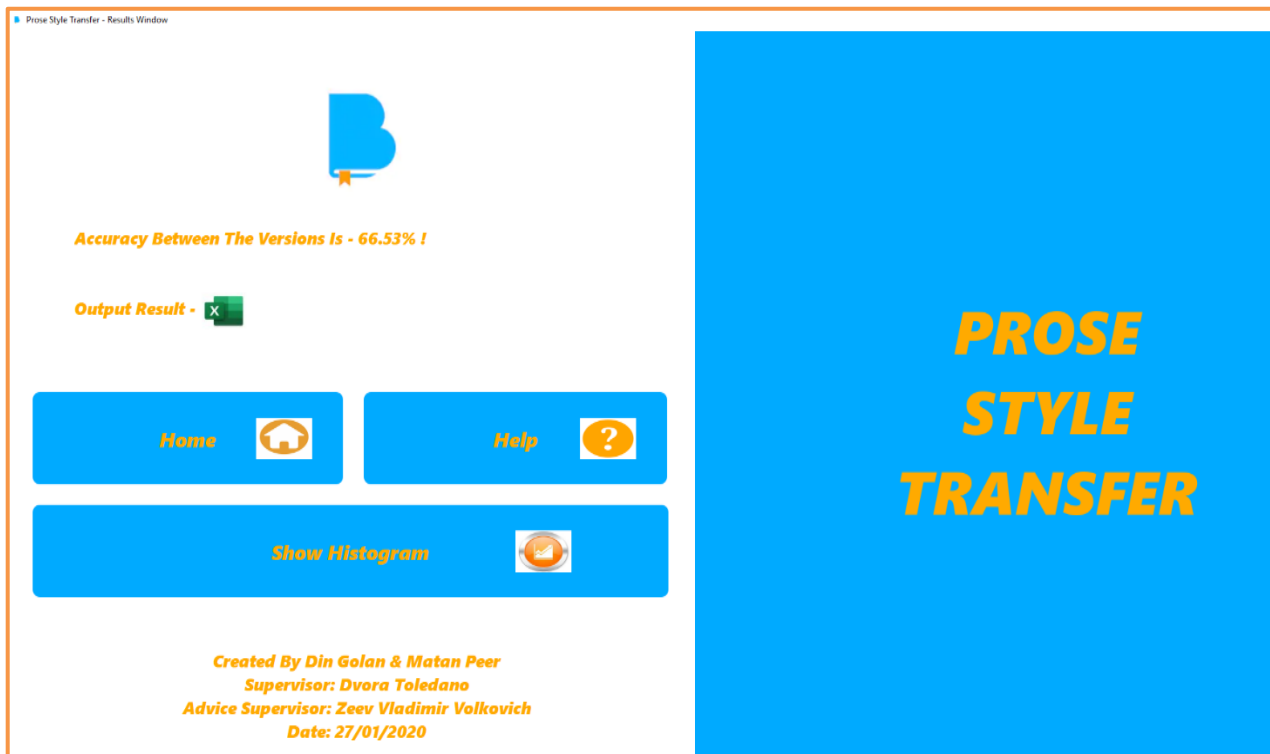 Prose Style Transfer - Results Window
Accuracy Between The Versions Is - 66.53% !
Output Result -
X
Home
?
Help
Show Histogram
Created By Din Golan & Matan Peer
Supervisor: Dvora Toledano
Advice Supervisor: Zeev Vladimir Volkovich
Date: 27/01/2020
PROSE
STYLE
TRANSFER